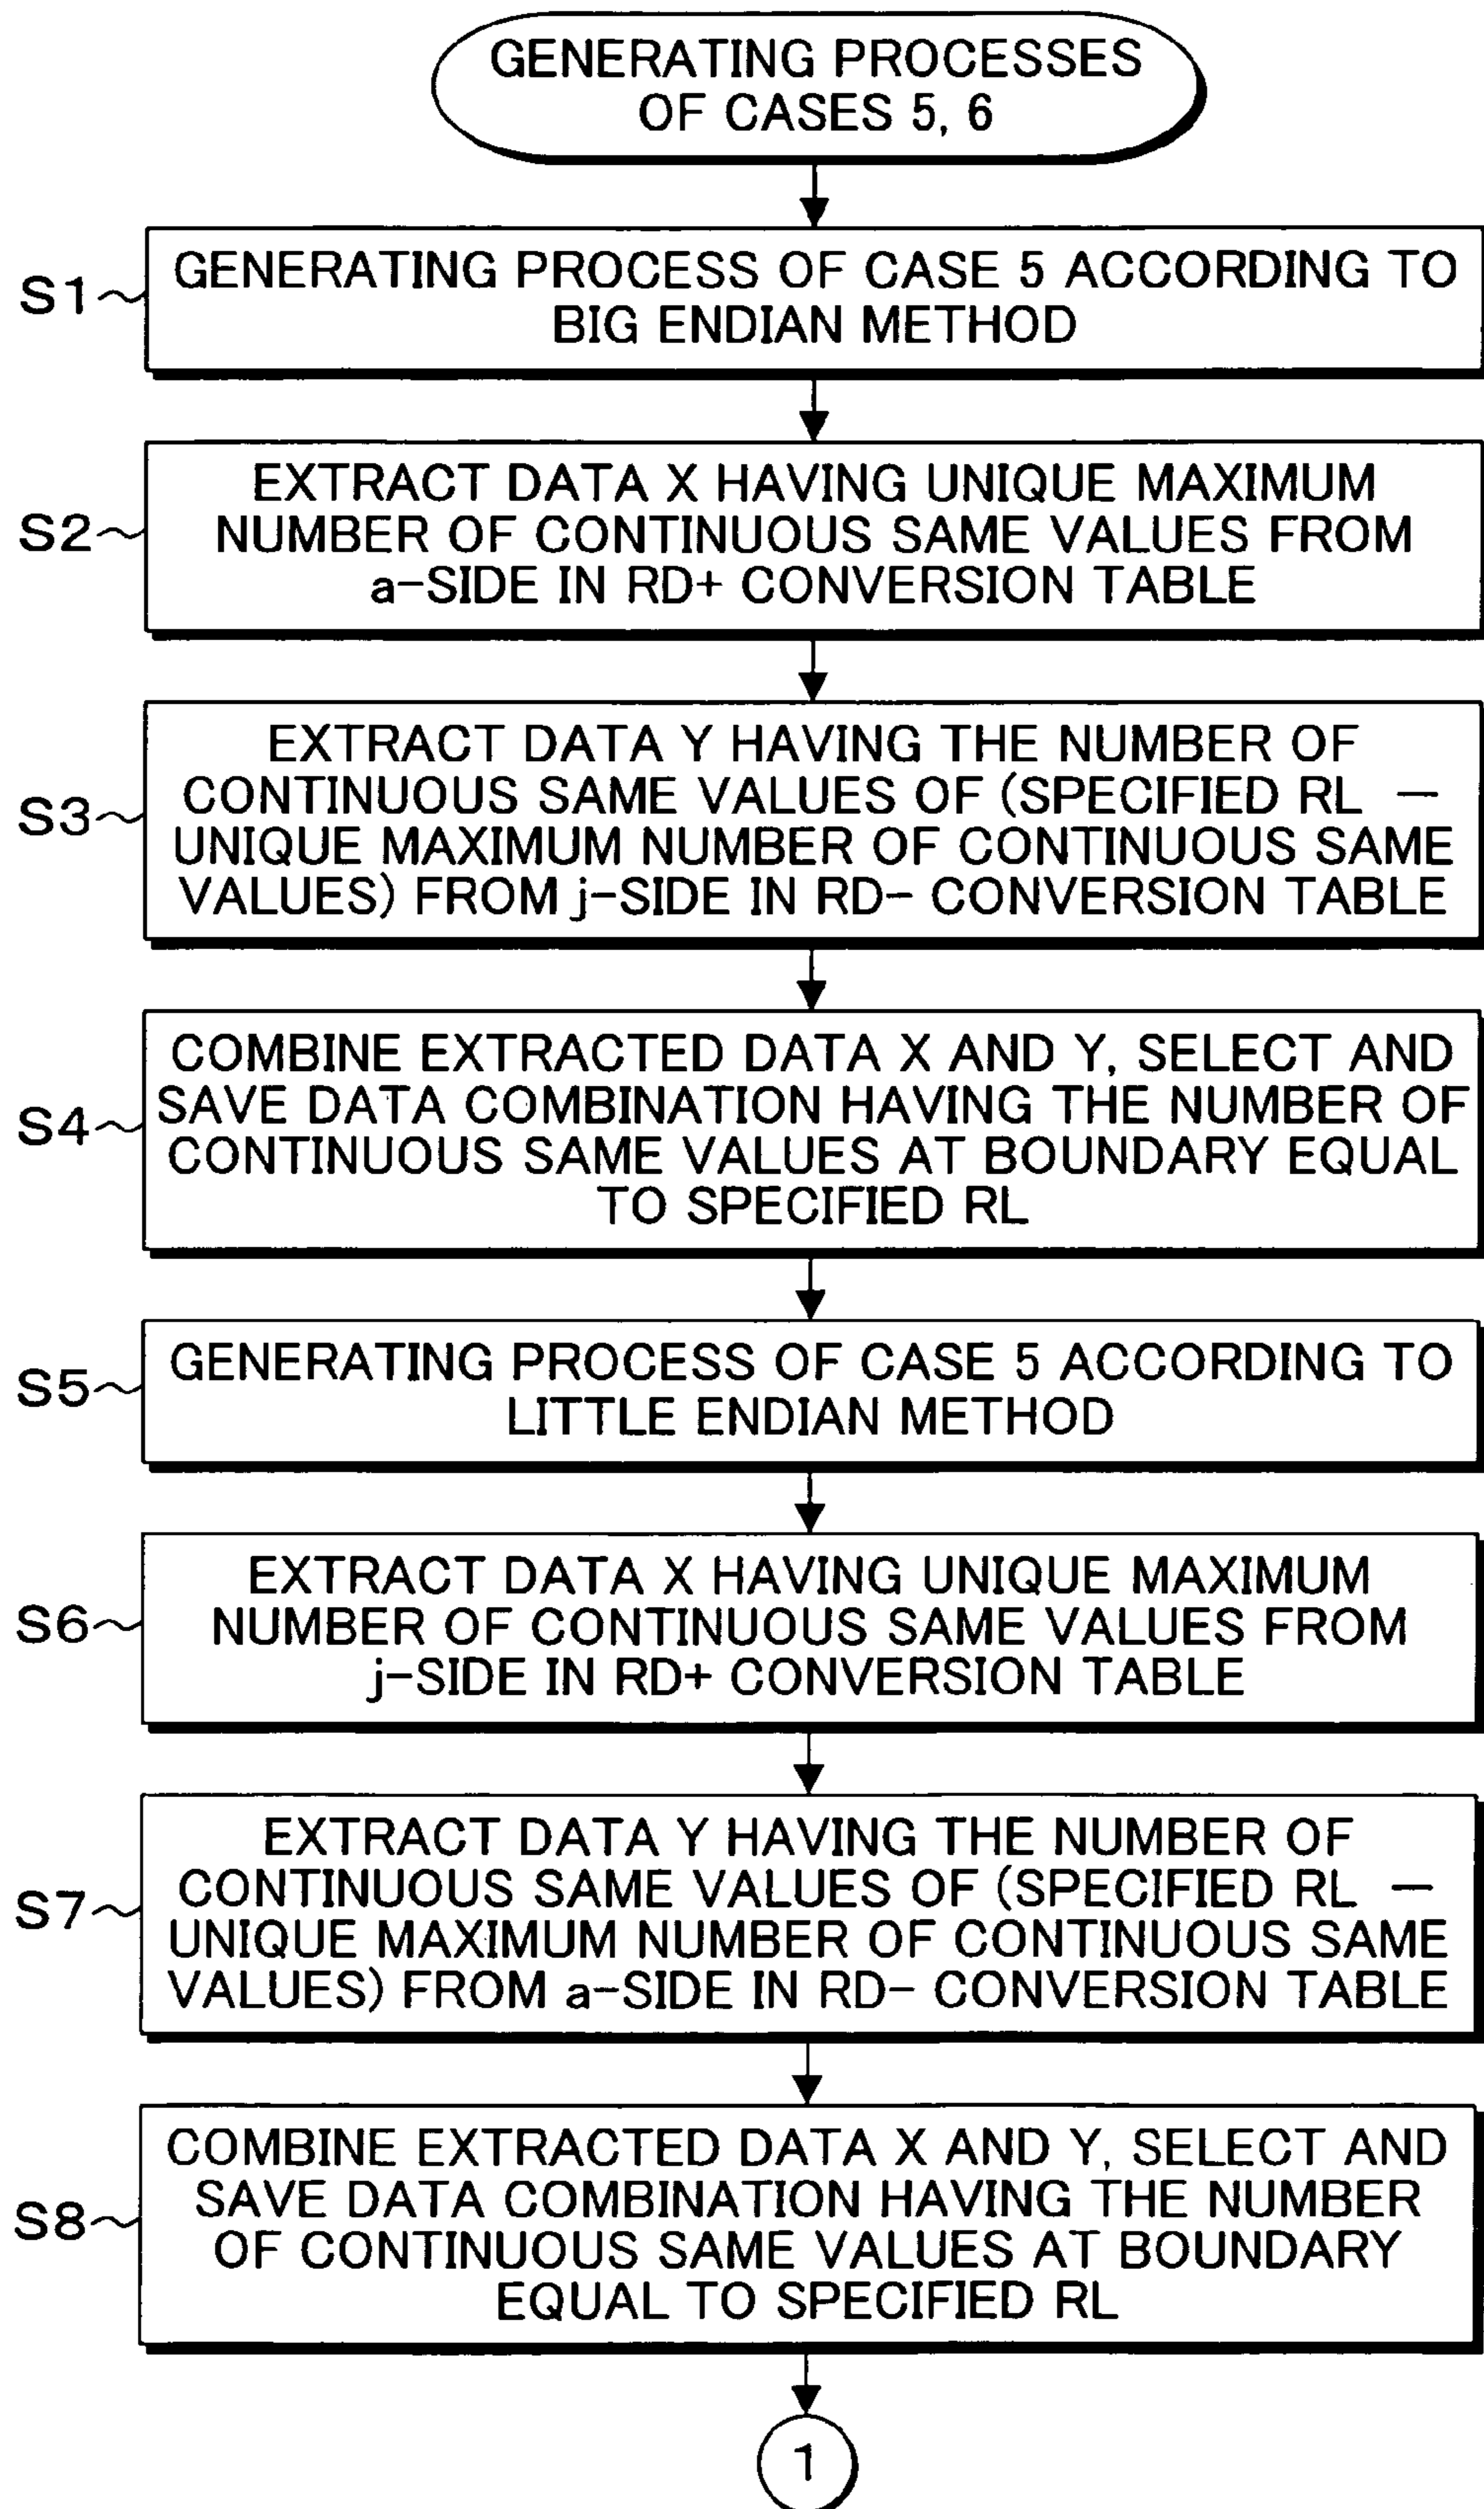 GENERATING PROCESSES
OF CASES 5, 6
S1
GENERATING PROCESS OF CASE 5 ACCORDING TO
BIG ENDIAN METHOD
S2
EXTRACT DATA X HAVING UNIQUE MAXIMUM
NUMBER OF CONTINUOUS SAME VALUES FROM
a-SIDE IN RD+ CONVERSION TABLE
S3
EXTRACT DATA Y HAVING THE NUMBER OF
CONTINUOUS SAME VALUES OF (SPECIFIED RL —
UNIQUE MAXIMUM NUMBER OF CONTINUOUS SAME
VALUES) FROM j-SIDE IN RD- CONVERSION TABLE
S4
COMBINE EXTRACTED DATA X AND Y, SELECT AND
SAVE DATA COMBINATION HAVING THE NUMBER OF
CONTINUOUS SAME VALUES AT BOUNDARY EQUAL
TO SPECIFIED RL
S5
GENERATING PROCESS OF CASE 5 ACCORDING TO
LITTLE ENDIAN METHOD
S6
EXTRACT DATA X HAVING UNIQUE MAXIMUM
NUMBER OF CONTINUOUS SAME VALUES FROM
j-SIDE IN RD+ CONVERSION TABLE
S7
EXTRACT DATA Y HAVING THE NUMBER OF
CONTINUOUS SAME VALUES OF (SPECIFIED RL —
UNIQUE MAXIMUM NUMBER OF CONTINUOUS SAME
VALUES) FROM a-SIDE IN RD- CONVERSION TABLE
S8
COMBINE EXTRACTED DATA X AND Y, SELECT AND
SAVE DATA COMBINATION HAVING THE NUMBER
OF CONTINUOUS SAME VALUES AT BOUNDARY
EQUAL TO SPECIFIED RL
1